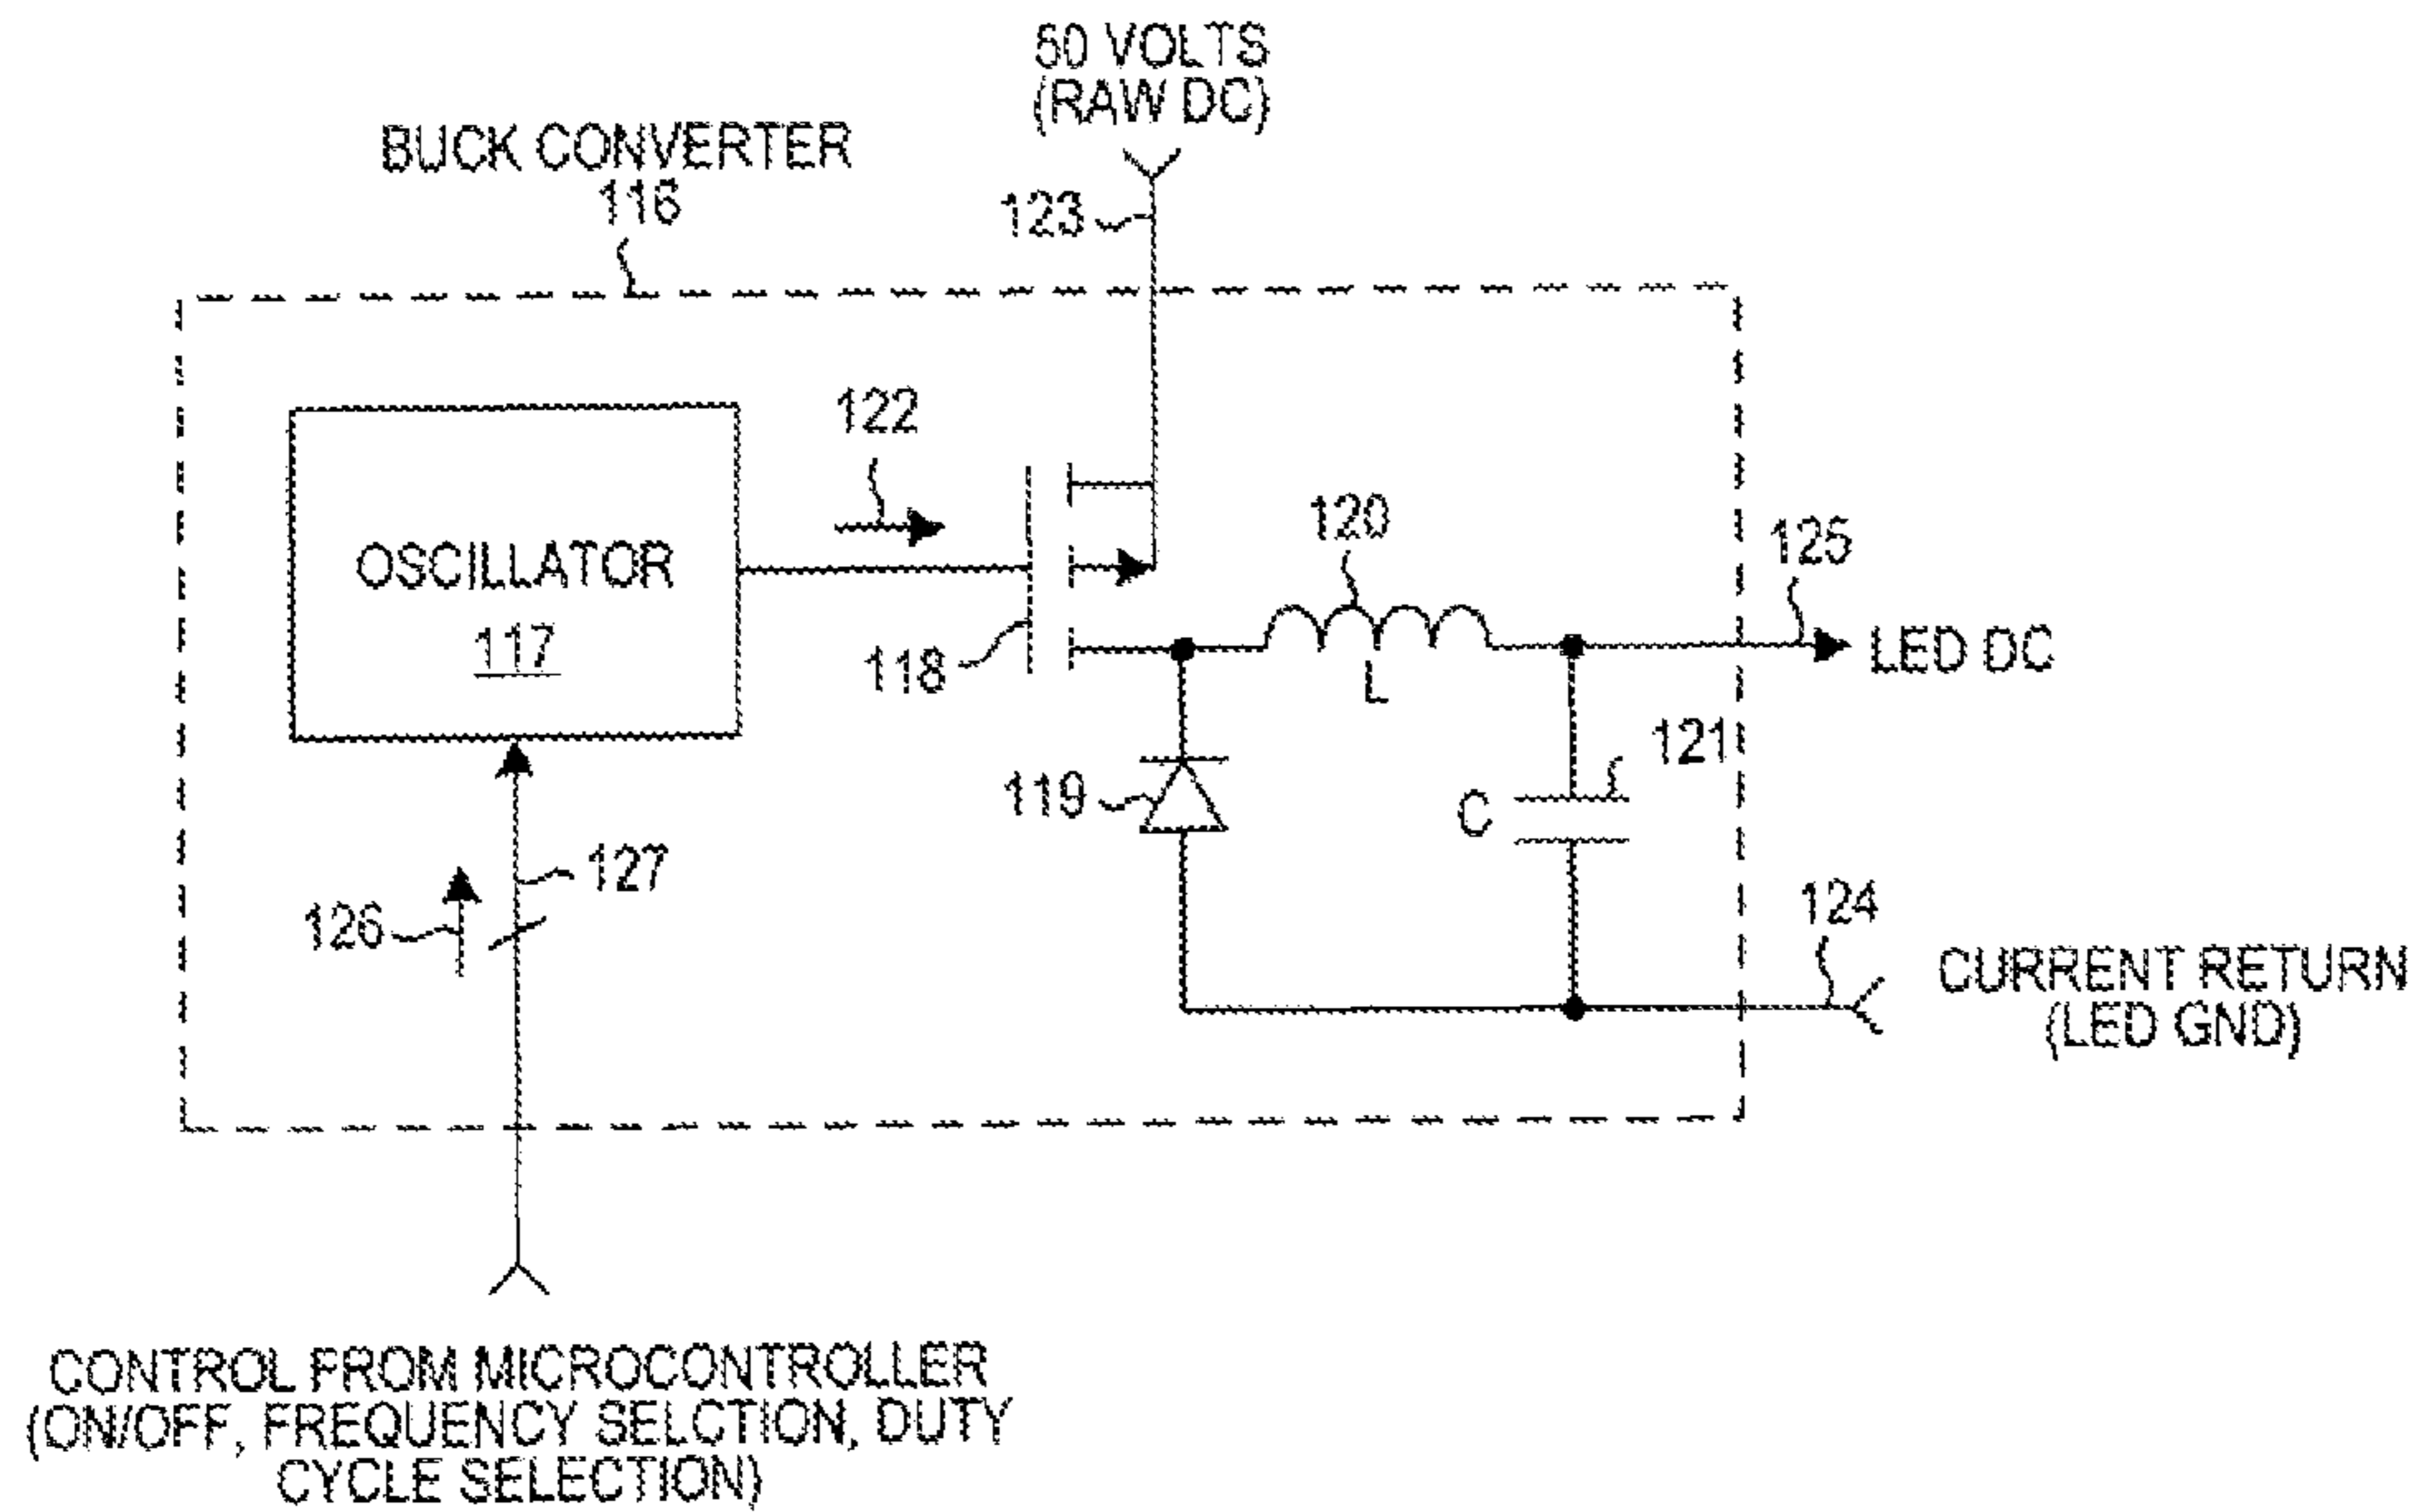 60 VOLTS
(RAW DC)
BUCK CONVERTER
116
123
122
OSCILLATOR
117
118
120
L
125
LED DC
119
C
121
127
126
124
CURRENT RETURN
(LED GND)
CONTROL FROM MICROCONTROLLER
(ON/OFF, FREQUENCY SELCTION, DUTY
CYCLE SELECTION)